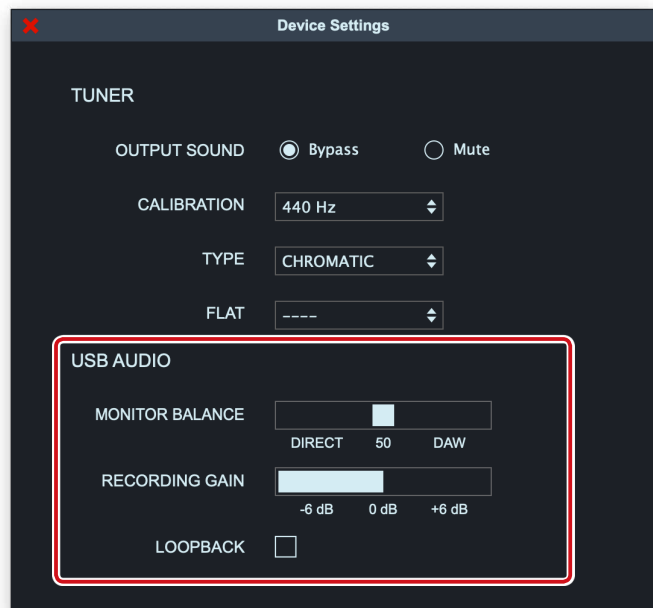 Device Settings
TUNER
OUTPUT SOUND Bypass Mute
CALIBRATION 440 Hz
TYPE CHROMATIC
FLAT ----
USB AUDIO
MONITOR BALANCE
DIRECT 50 DAW
RECORDING GAIN
-6 dB 0 dB +6 dB
LOOPBACK